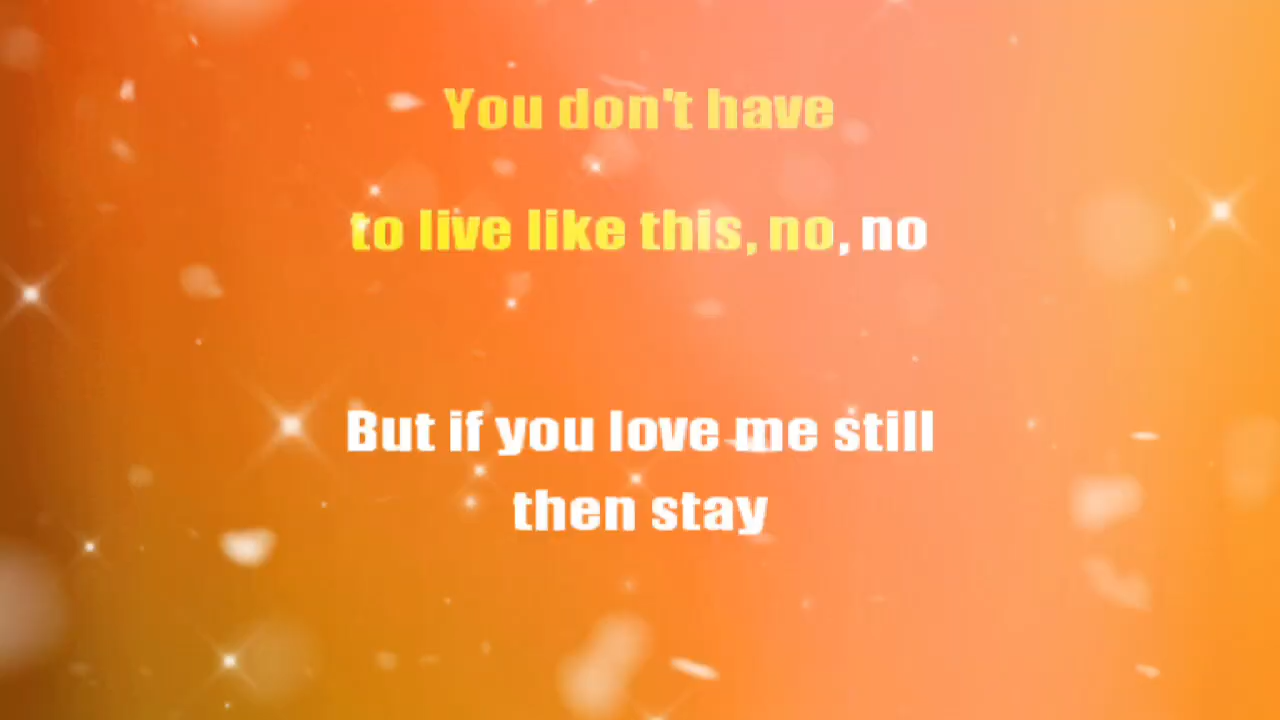 You don't have
to live like this, no, no
But if you love me still
then stay